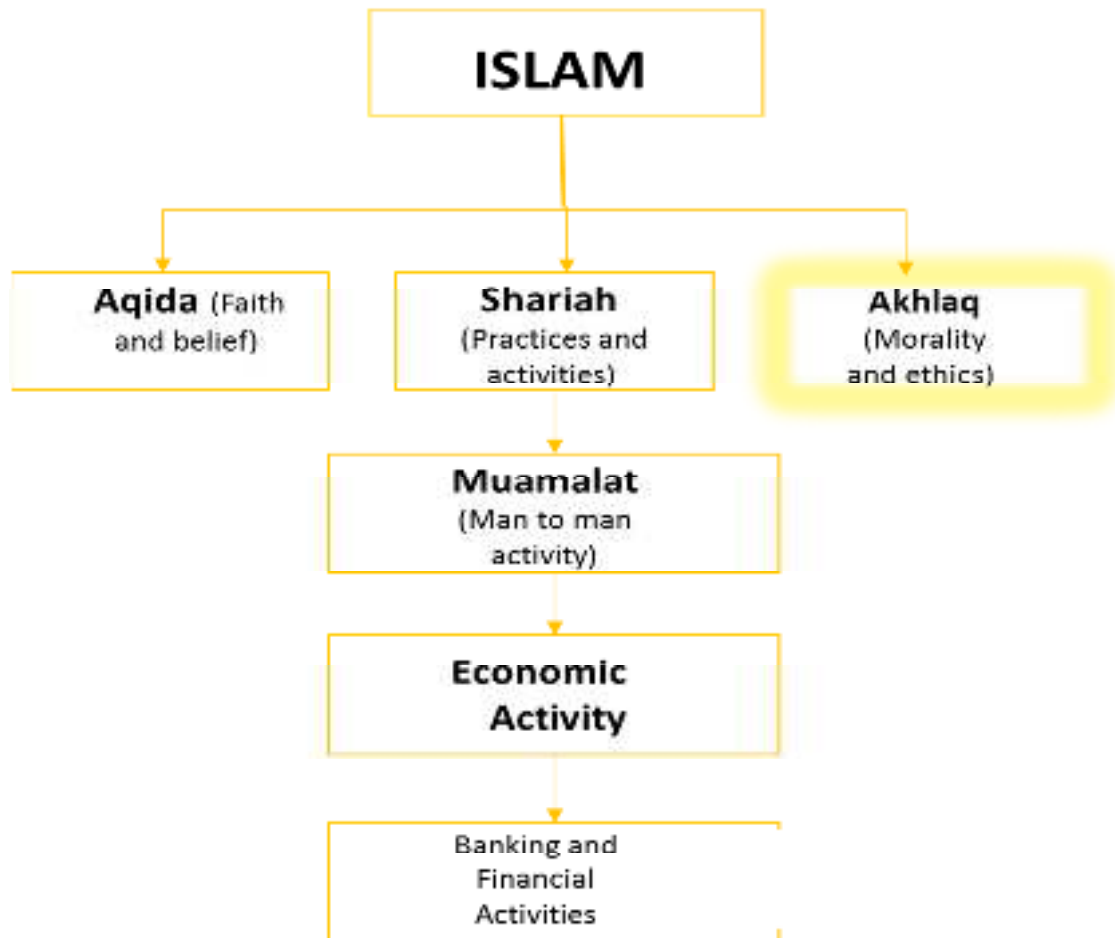 ISLAM
Aqida (Faith
and belief)
Shariah
(Practices and
activities)
Akhlaq
(Morality
and ethics)
Muamalat
(Man to man
activity)
Economic
Activity
Banking and
Financial
Activities